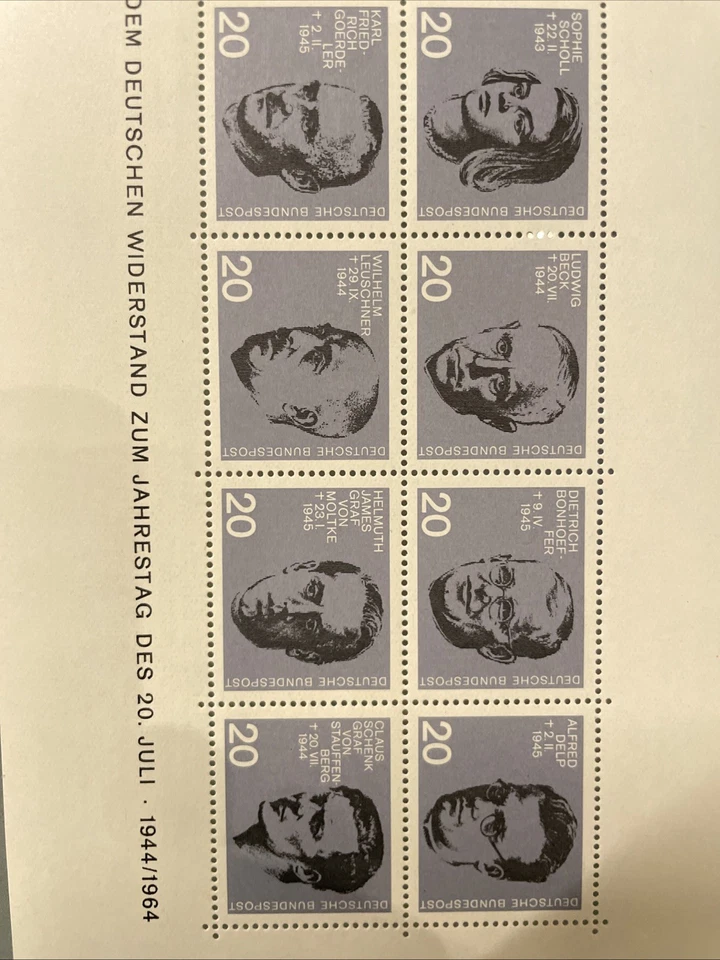 SOPHIE
SCHOLL
† 22. II.
1943
20
DEUTSCHE BUNDESPOST
LUDWIG
BECK
† 20. VII.
1944
20
DEUTSCHE BUNDESPOST
DIETRICH
BONHOEF-
FER
† 9. IV.
1945
20
DEUTSCHE BUNDESPOST
ALFRED
DELP
† 2. II.
1945
20
DEUTSCHE BUNDESPOST
KARL
FRIED-
RICH
GOERDE-
LER
† 2. II.
1945
20
DEUTSCHE BUNDESPOST
WILHELM
LEUSCHNER
† 29. IX.
1944
20
DEUTSCHE BUNDESPOST
HELMUTH
JAMES
GRAF
VON
MOLTKE
† 23. I.
1945
20
DEUTSCHE BUNDESPOST
CLAUS
SCHENK
GRAF
VON
STAUFFEN-
BERG
† 20. VII.
1944
20
DEUTSCHE BUNDESPOST
DEM DEUTSCHEN WIDERSTAND ZUM JAHRESTAG DES 20. JULI · 1944/1964